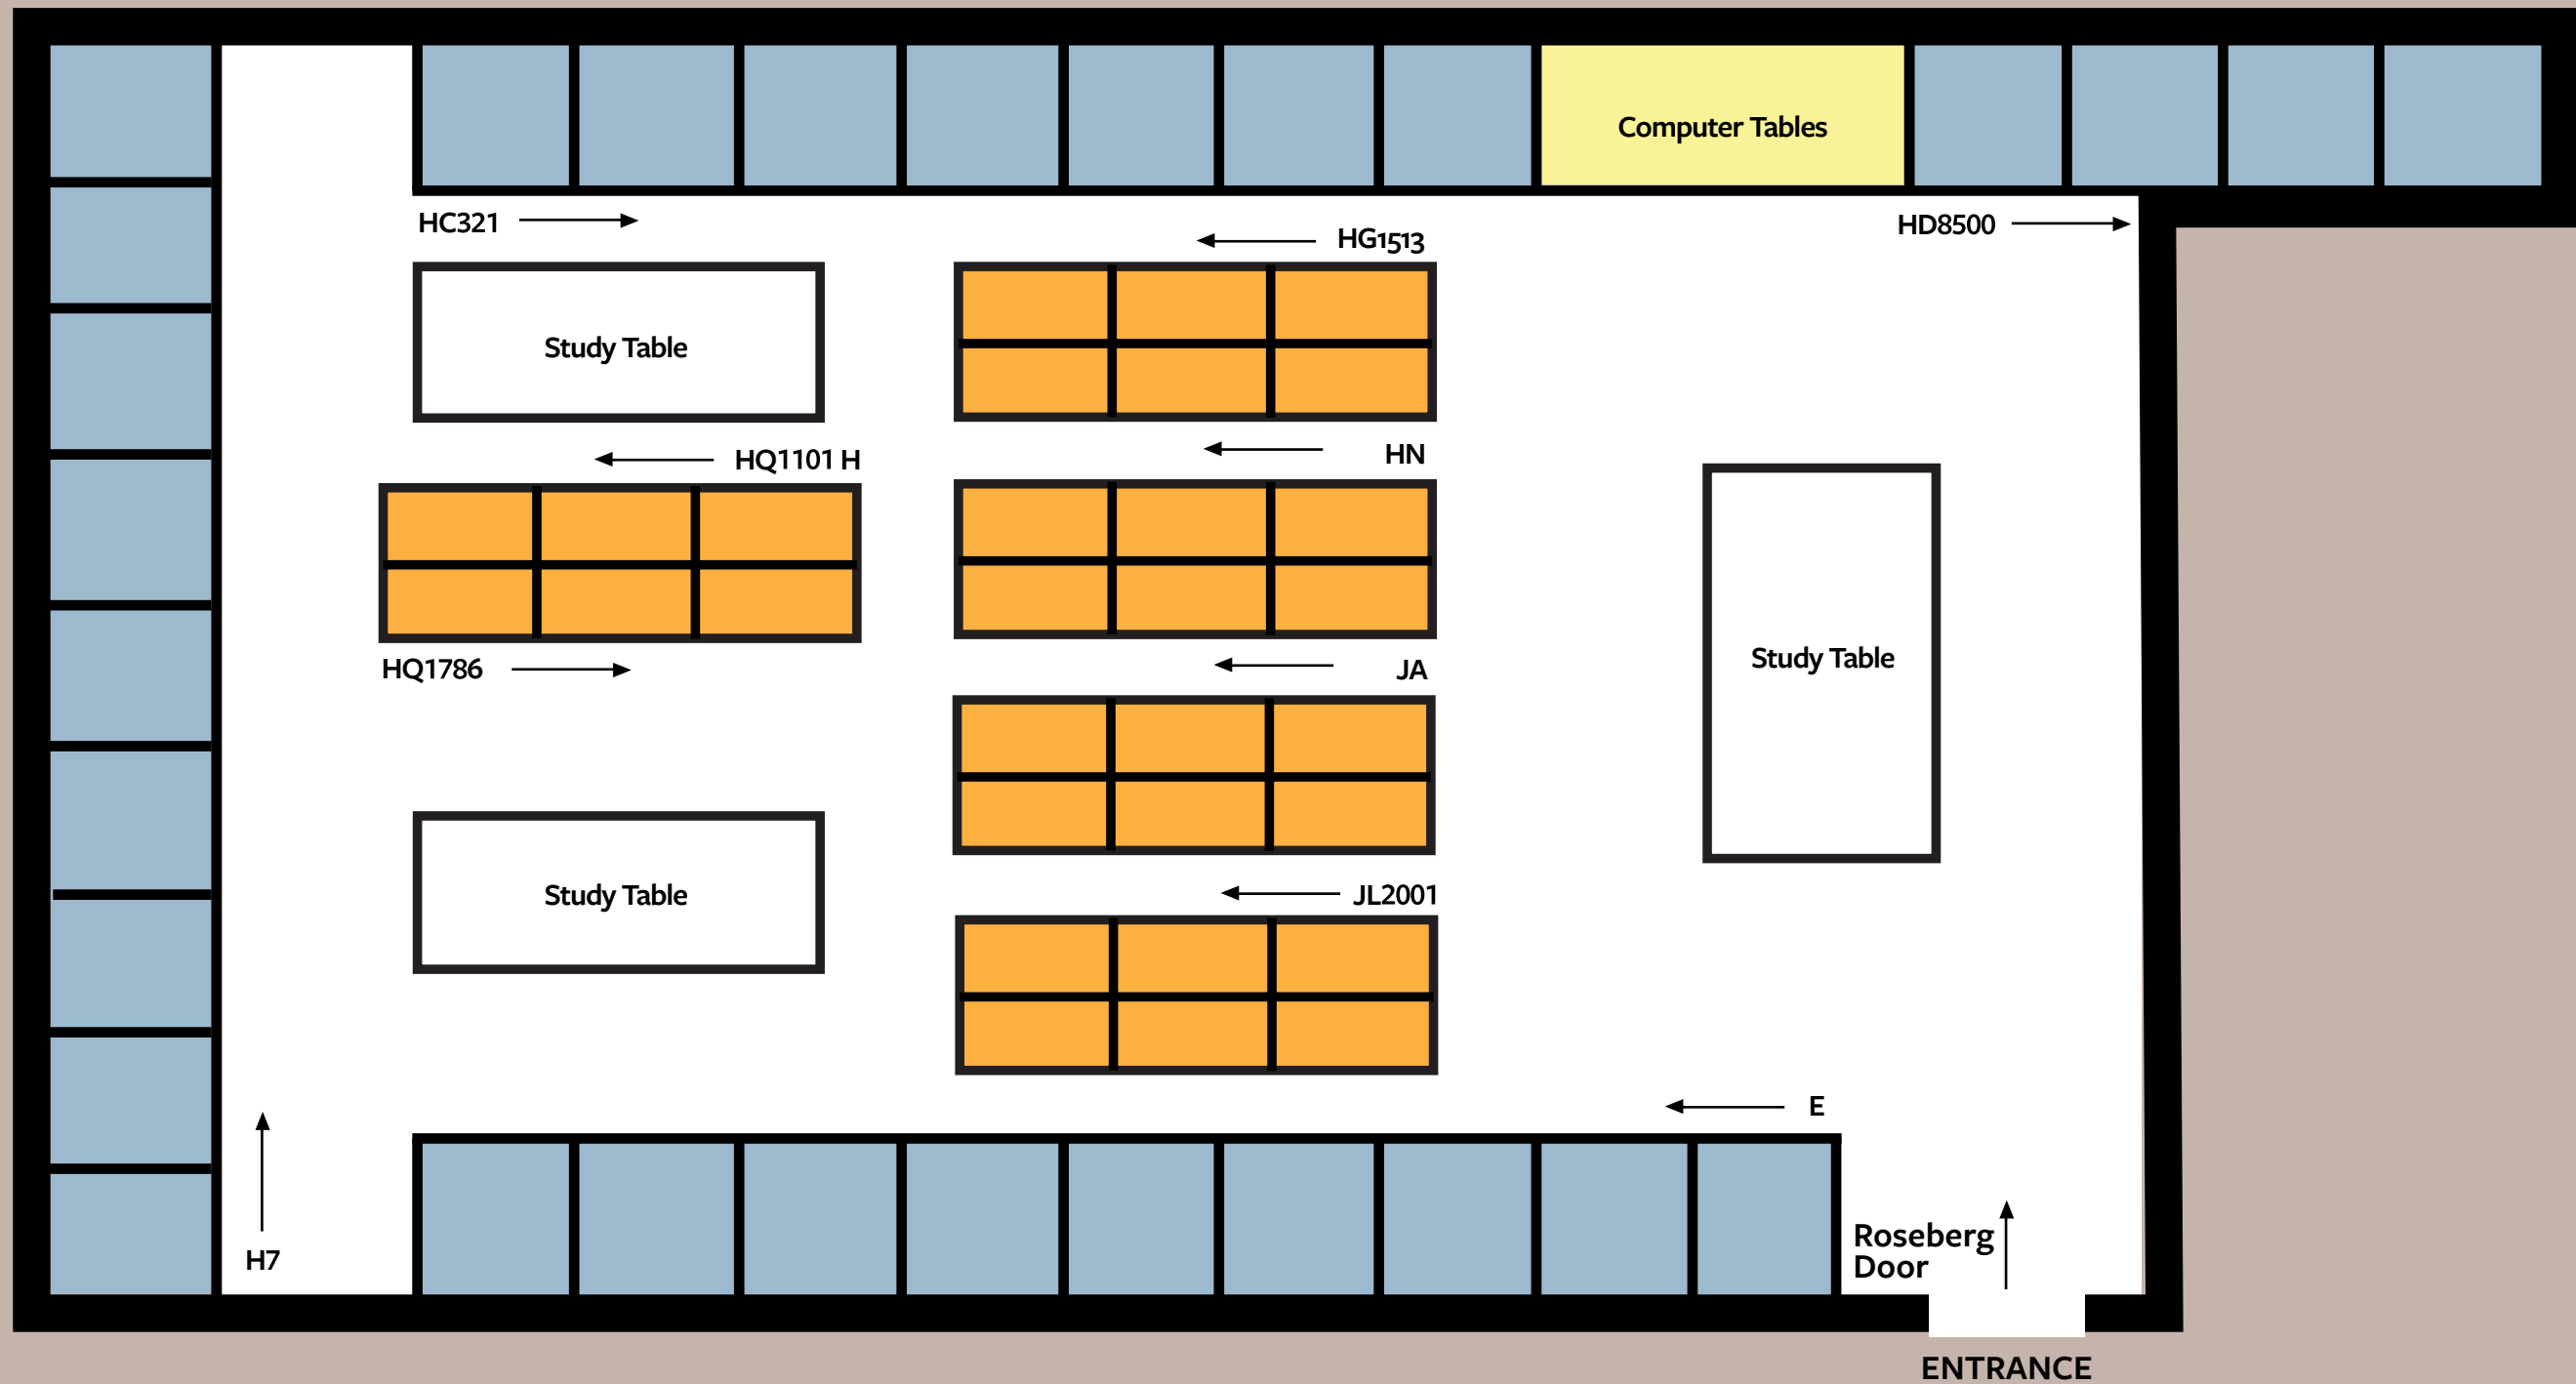 Computer Tables
HC321
HD8500
HG1513
Study Table
HN
HQ1101 H
Study Table
HQ1786
JA
Study Table
JL2001
E
Roseberg
Door
H7
ENTRANCE